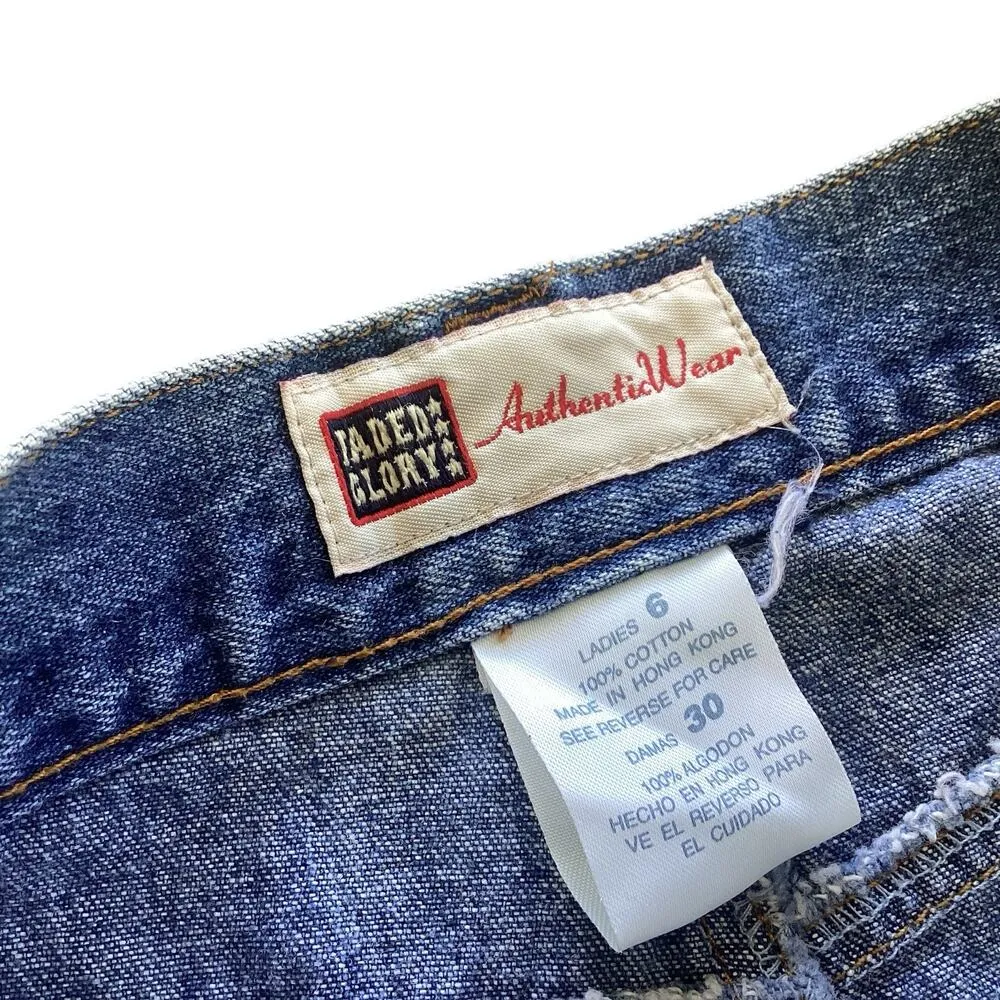 FADED
GLORY
AuthenticWear
LADIES 6
100% COTTON
MADE IN HONG KONG
SEE REVERSE FOR CARE
DAMAS 30
100% ALGODON
HECHO EN HONG KONG
VE EL REVERSO PARA
EL CUIDADO